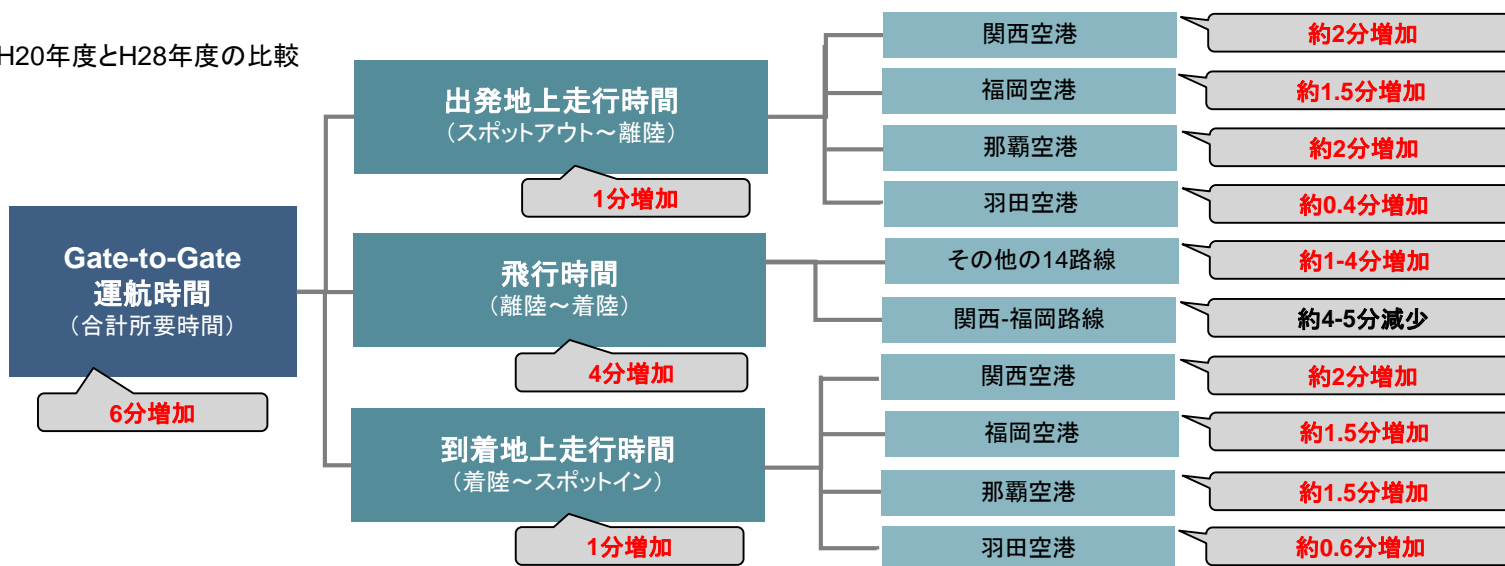 H20年度とH28年度の比較
Gate-to-Gate
運航時間
（合計所要時間）
6分増加
出発地上走行時間
（スポットアウト～離陸）
1分増加
関西空港
約2分増加
福岡空港
約1.5分増加
那覇空港
約2分増加
羽田空港
約0.4分増加
飛行時間
（離陸～着陸）
4分増加
その他の14路線
約1-4分増加
関西-福岡路線
約4-5分減少
到着地上走行時間
（着陸～スポットイン）
1分増加
関西空港
約2分増加
福岡空港
約1.5分増加
那覇空港
約1.5分増加
羽田空港
約0.6分増加